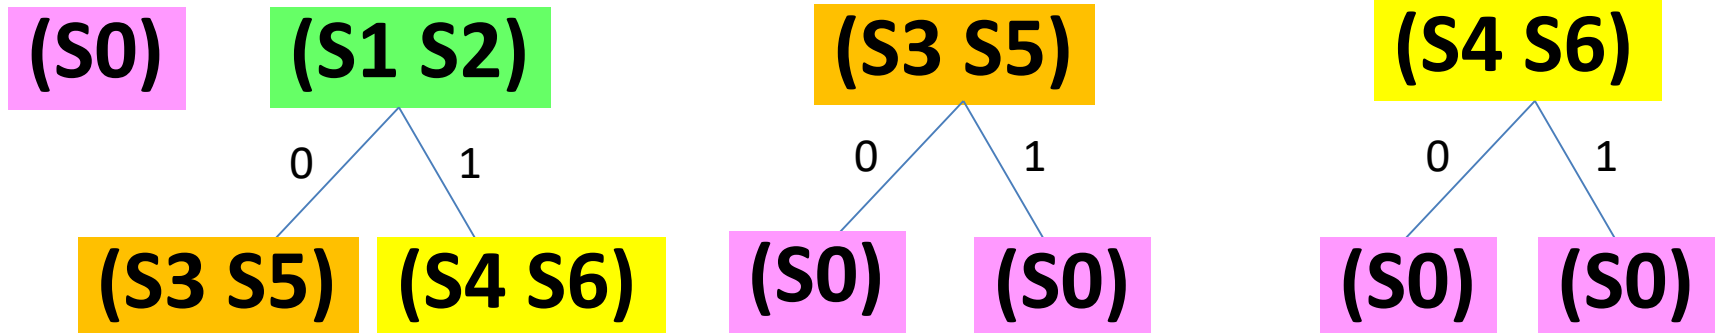 (S0) (S1 S2) (S3 S5) (S4 S6)
0 1 0 1 0 1
(S3 S5) (S4 S6) (S0) (S0) (S0) (S0)